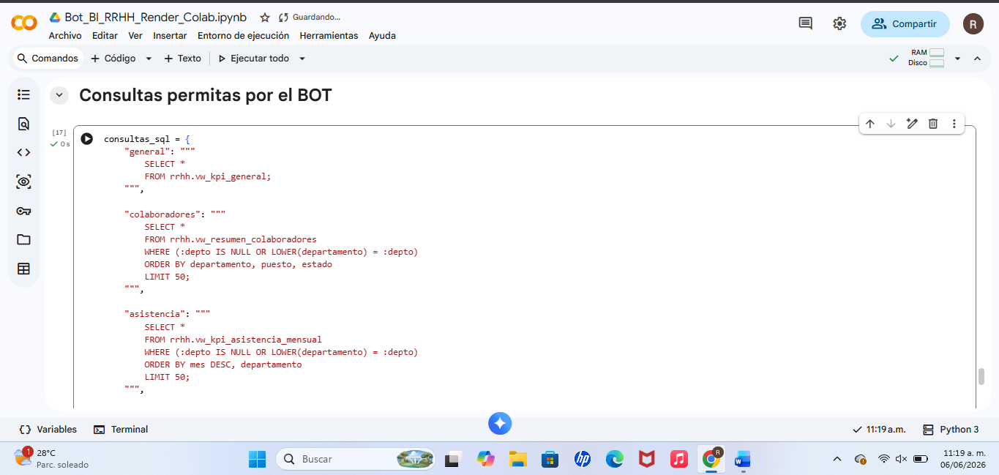 Bot_BI_RRHH_Render_Colab.ipynb
Guardando...
Archivo Editar Ver Insertar Entorno de ejecución Herramientas Ayuda
Compartir
R
Comandos + Código + Texto Ejecutar todo
RAM
Disco
Consultas permitas por el BOT
[17]
0 s
consultas_sql = {
"general": """
SELECT *
FROM rrhh.vw_kpi_general;
""",
"colaboradores": """
SELECT *
FROM rrhh.vw_resumen_colaboradores
WHERE (:depto IS NULL OR LOWER(departamento) = :depto)
ORDER BY departamento, puesto, estado
LIMIT 50;
""",
"asistencia": """
SELECT *
FROM rrhh.vw_kpi_asistencia_mensual
WHERE (:depto IS NULL OR LOWER(departamento) = :depto)
ORDER BY mes DESC, departamento
LIMIT 50;
""",
Variables Terminal
11:19 a.m. Python 3
1
28°C
Parc. soleado
Buscar
hp
R
W
11:19 a. m.
06/06/2026